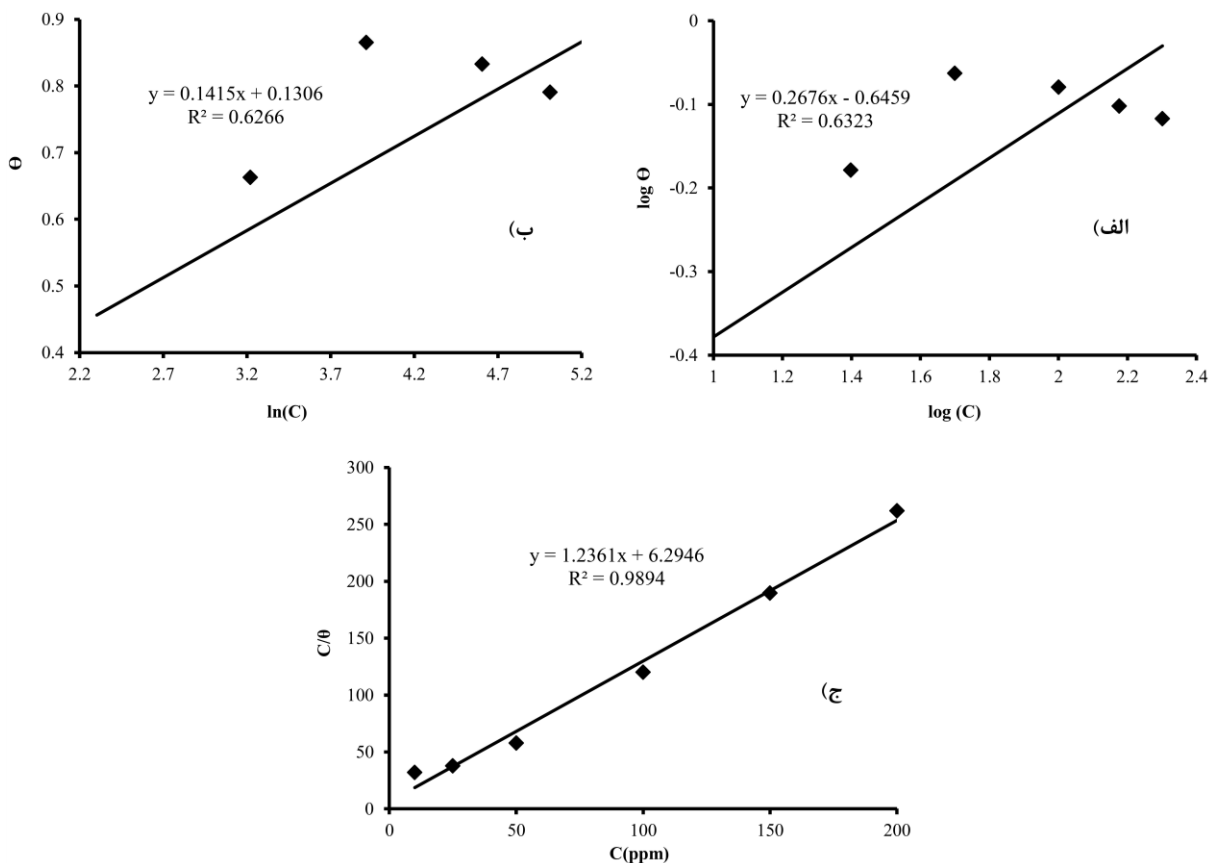 0.9
0.8
0.7
0.6
0.5
0.4
Ө
y = 0.1415x + 0.1306
R² = 0.6266
ب)
2.2 2.7 3.2 3.7 4.2 4.7 5.2
ln(C)
0
-0.1
-0.2
-0.3
-0.4
log Ө
y = 0.2676x - 0.6459
R² = 0.6323
الف)
1 1.2 1.4 1.6 1.8 2 2.2 2.4
log (C)
300
250
200
150
100
50
0
C/θ
y = 1.2361x + 6.2946
R² = 0.9894
ج)
0 50 100 150 200
C(ppm)